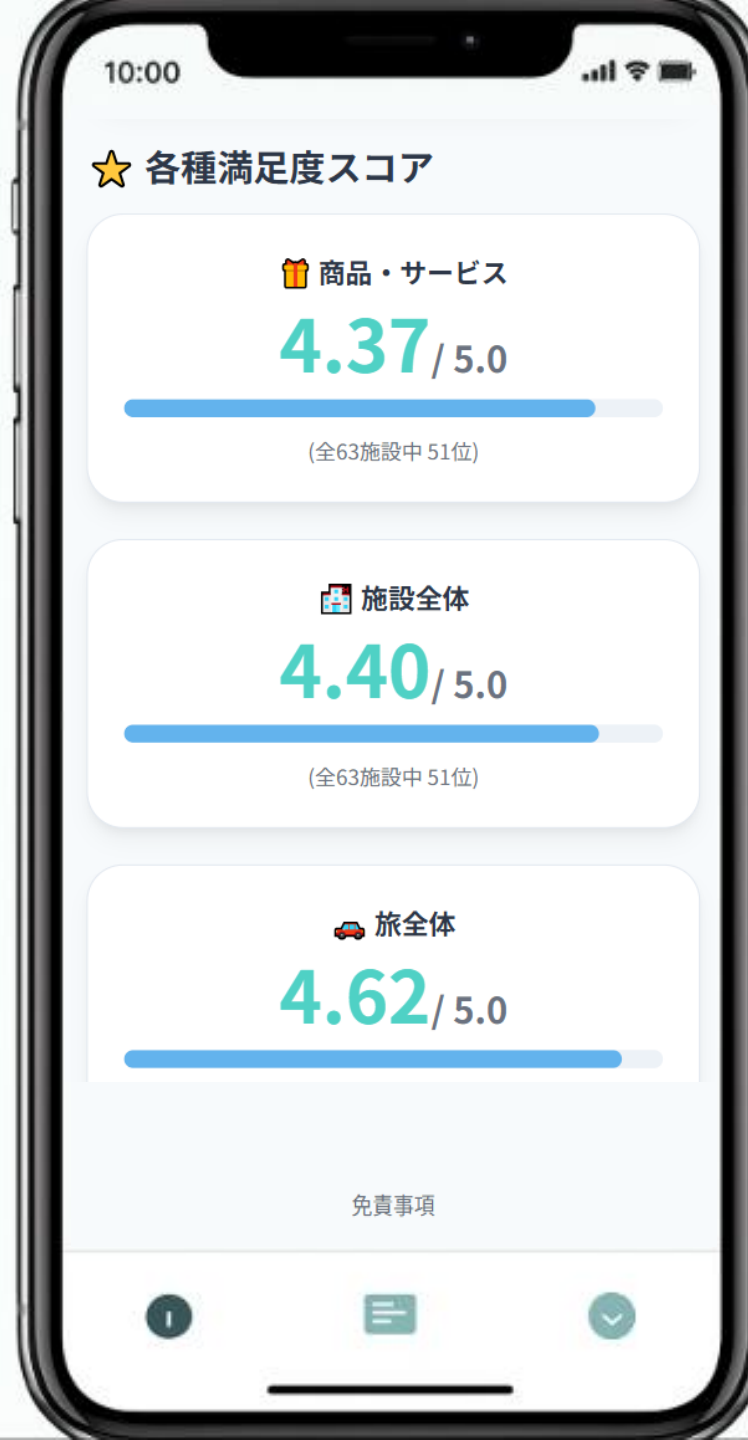 10:00
各種満足度スコア
商品・サービス
4.37/ 5.0
(全63施設中 51位)
施設全体
4.40/ 5.0
(全63施設中 51位)
旅全体
4.62/ 5.0
免責事項